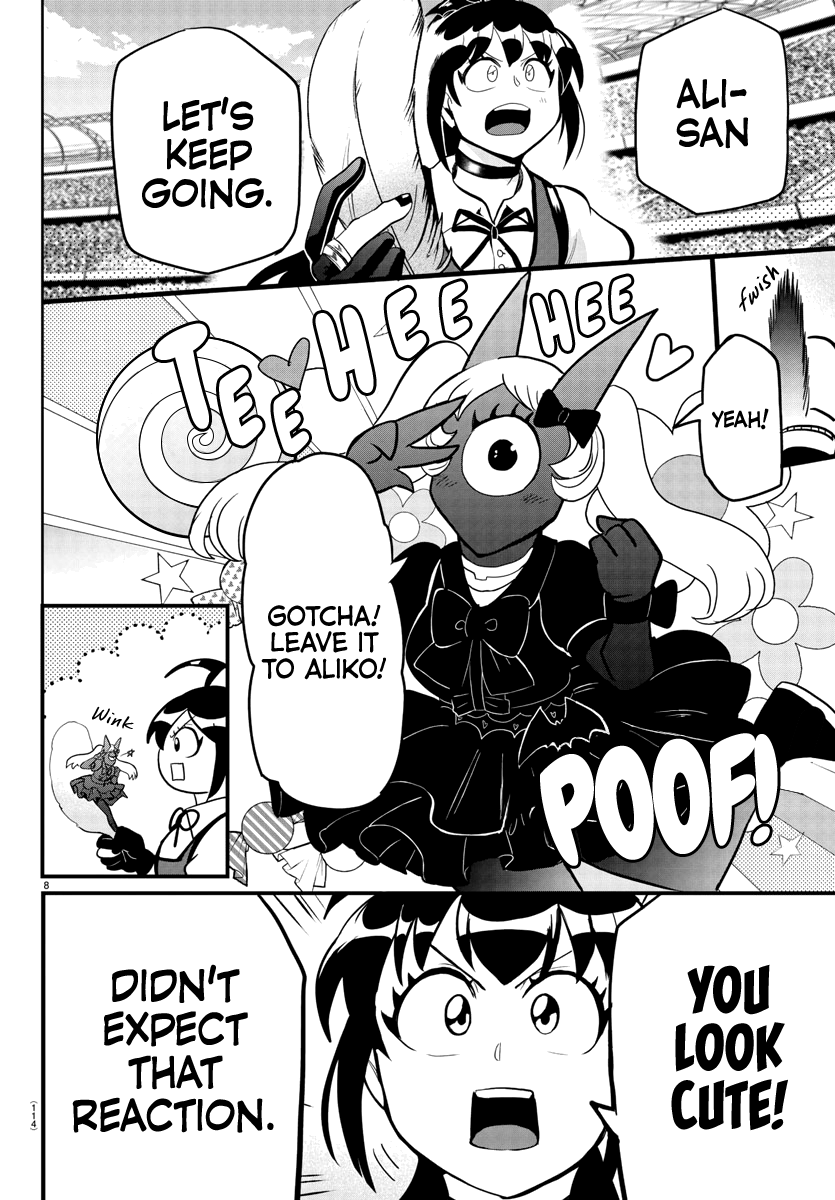 ALI-
SAN
LET'S
KEEP
GOING.
fwish
YEAH!
TEE HEE HEE
GOTCHA!
LEAVE IT
TO ALIKO!
POOF!
Wink
8
YOU
LOOK
CUTE!
DIDN'T
EXPECT
THAT
REACTION.
(114)